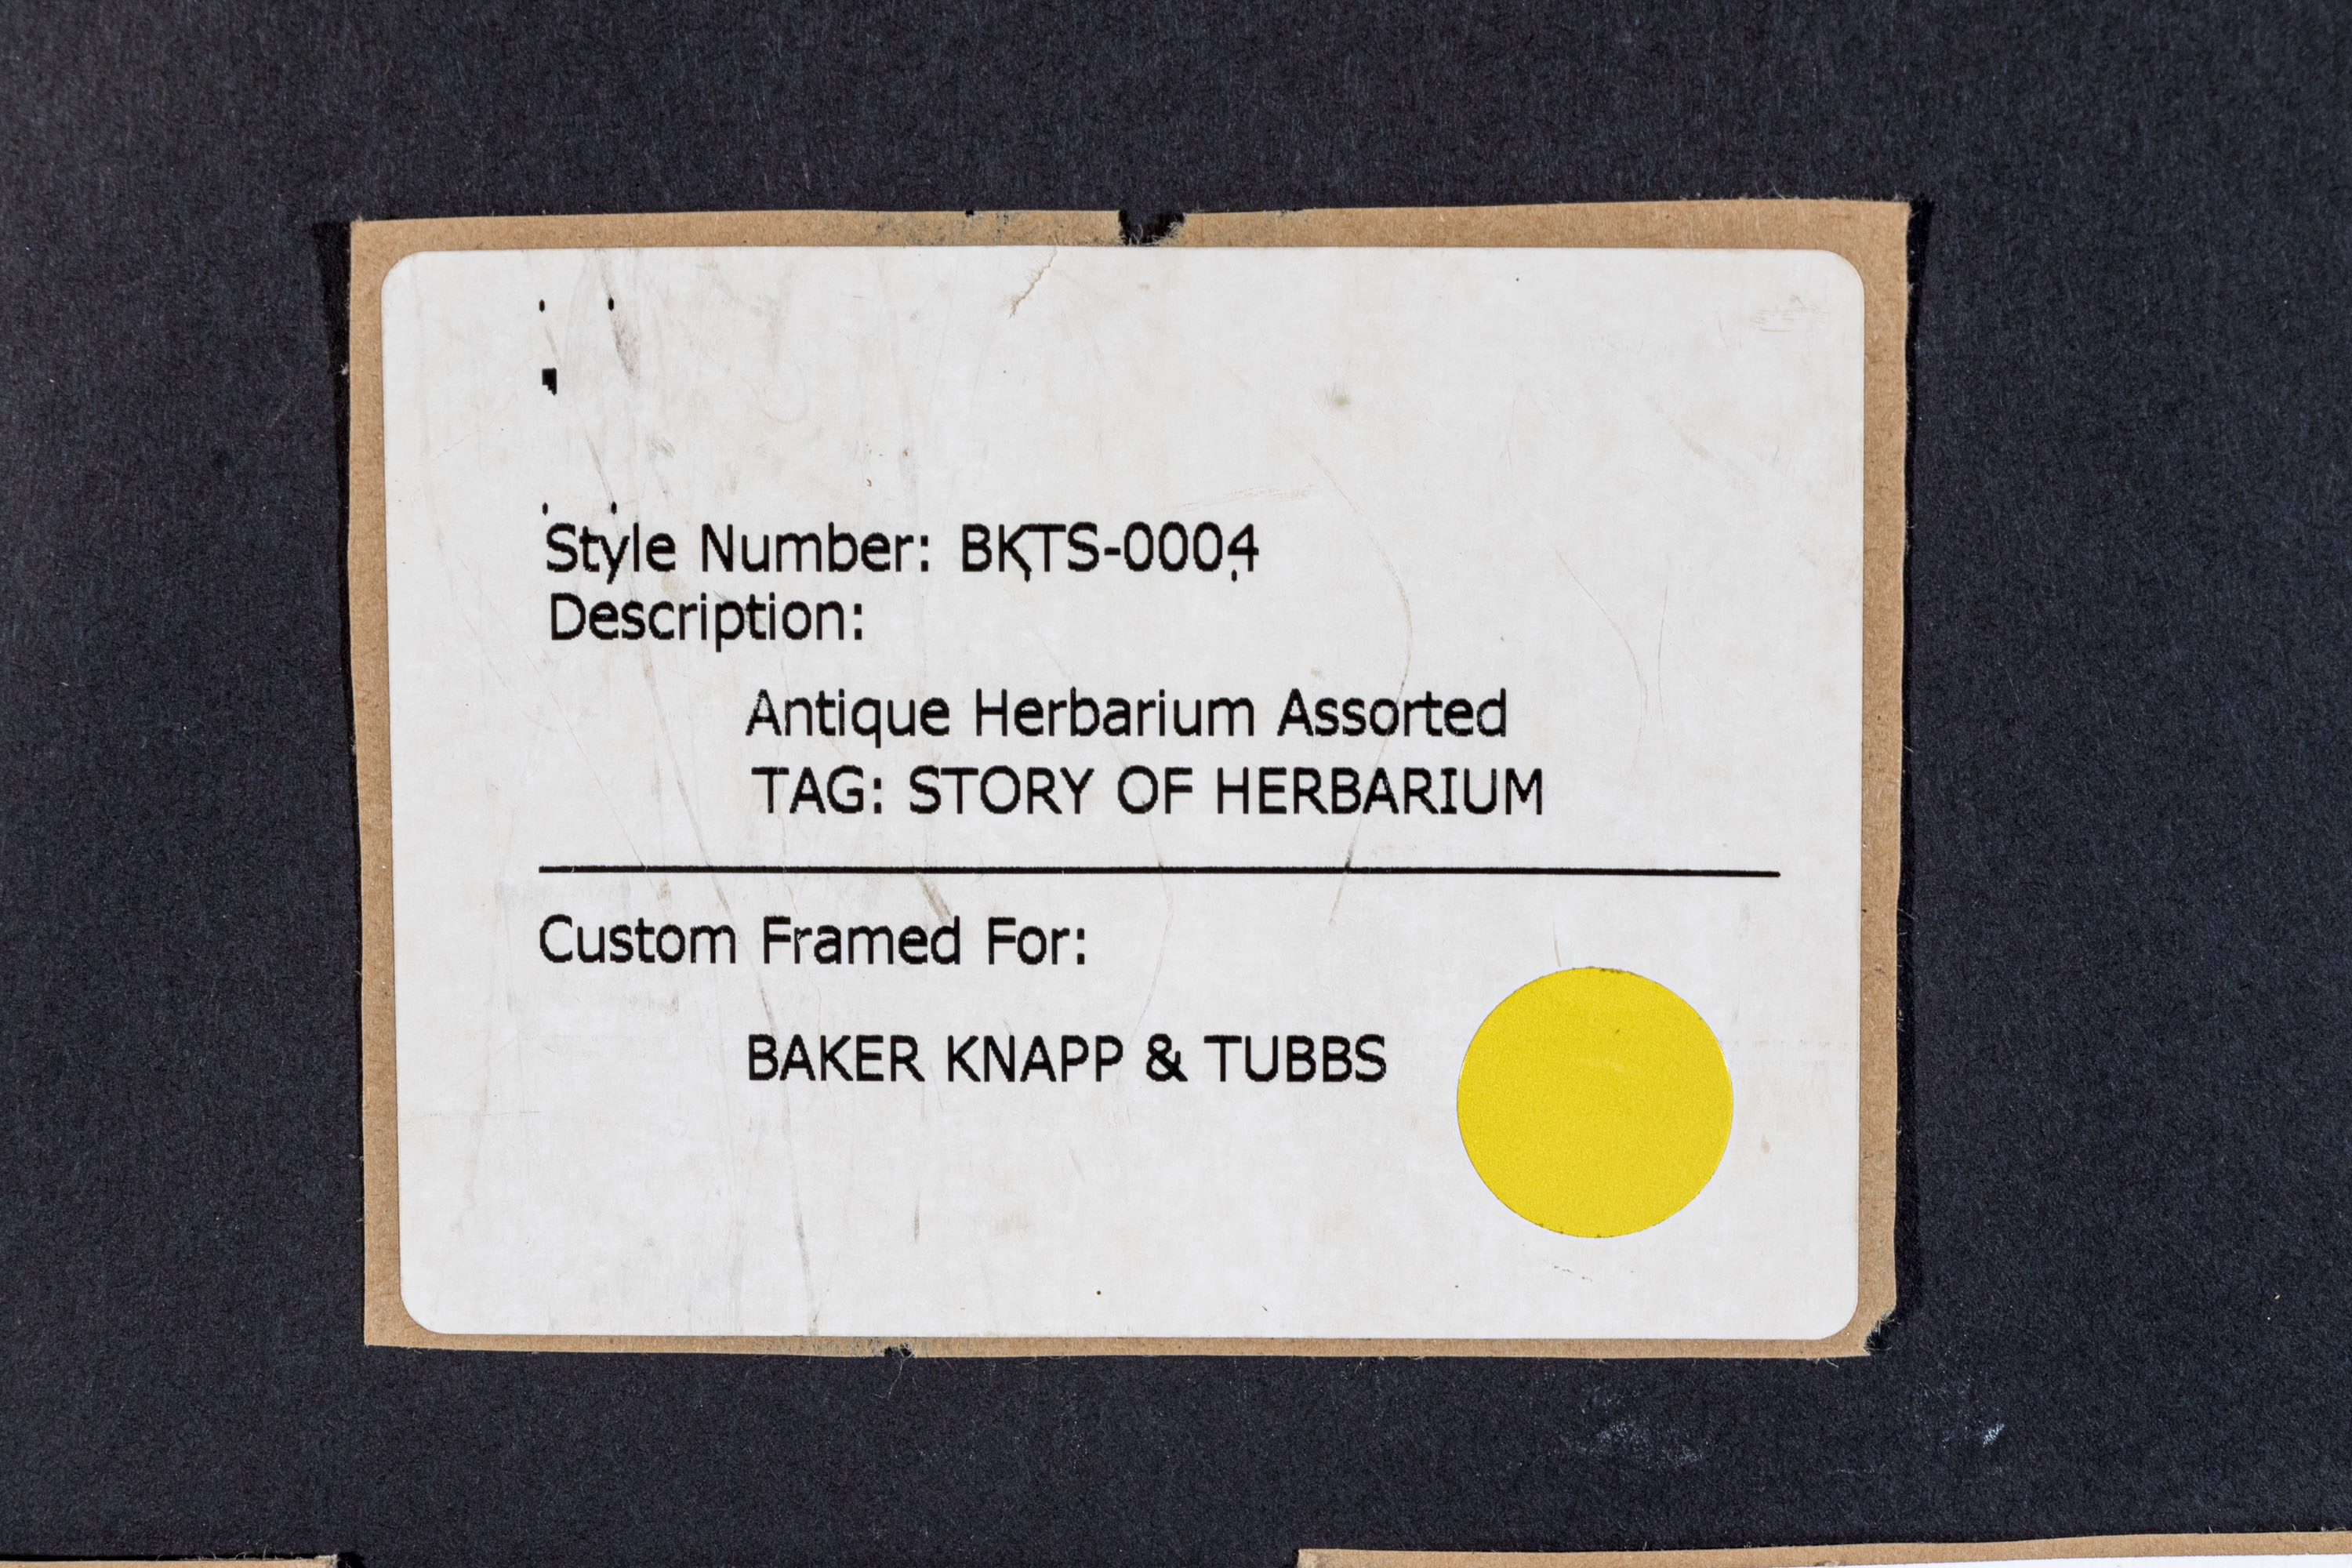 Style Number: BKTS-0004
Description:
Antique Herbarium Assorted
TAG: STORY OF HERBARIUM
Custom Framed For:
BAKER KNAPP & TUBBS